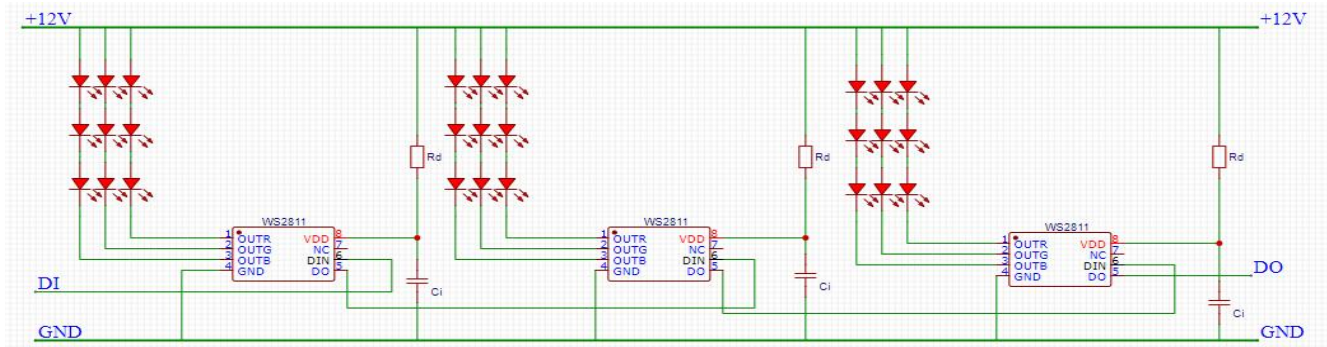 +12V
+12V
Rd
Rd
Rd
WS2811
1 OUTR VDD 8
2 OUTG NC 7
3 OUTB DIN 6
4 GND DO 5
Ci
WS2811
1 OUTR VDD 8
2 OUTG NC 7
3 OUTB DIN 6
4 GND DO 5
Ci
WS2811
1 OUTR VDD 8
2 OUTG NC 7
3 OUTB DIN 6
4 GND DO 5
Ci
DI
DO
GND
GND